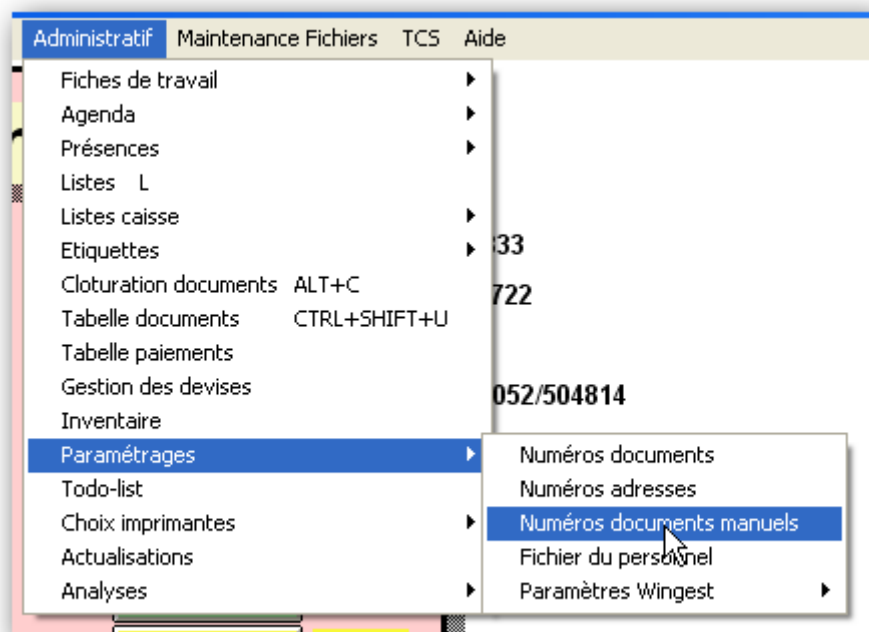 Administratif Maintenance Fichiers TCS Aide
Fiches de travail
Agenda
Présences
Listes L
Listes caisse
Etiquettes
Cloturation documents ALT+C
Tabelle documents CTRL+SHIFT+U
Tabelle paiements
Gestion des devises
Inventaire
Paramétrages
Todo-list
Choix imprimantes
Actualisations
Analyses
33
722
052/504814
Numéros documents
Numéros adresses
Numéros documents manuels
Fichier du personnel
Paramètres Wingest